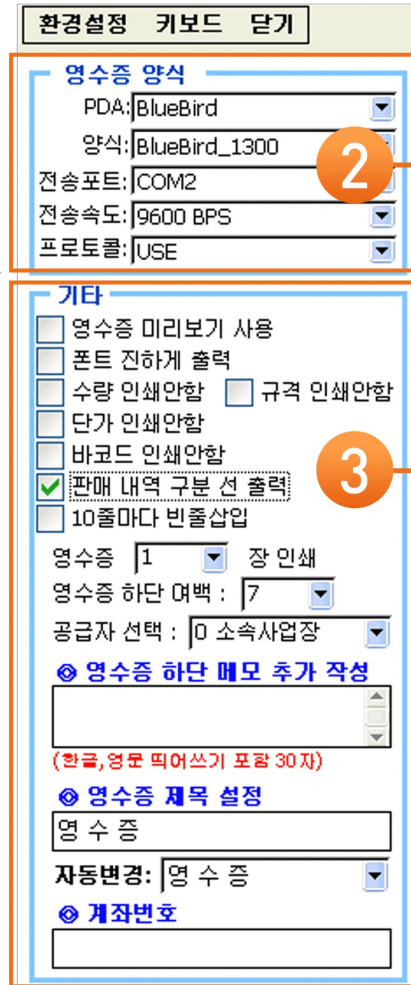 환경설정 키보드 닫기
영수증 양식
PDA: BlueBird
양식: BlueBird_1300
2
전송포트: COM2
전송속도: 9600 BPS
프로토콜: USE
기타
영수증 미리보기 사용
폰트 진하게 출력
수량 인쇄안함 규격 인쇄안함
단가 인쇄안함
바코드 인쇄안함
3
판매 내역 구분 선 출력
10줄마다 빈줄삽입
영수증 1 장 인쇄
영수증 하단 여백 : 7
공급자 선택 : 0 소속사업장
◎ 영수증 하단 메모 추가 작성
(한글,영문 띄어쓰기 포함 30자)
◎ 영수증 제목 설정
영 수 증
자동변경: 영 수 증
◎ 계좌번호